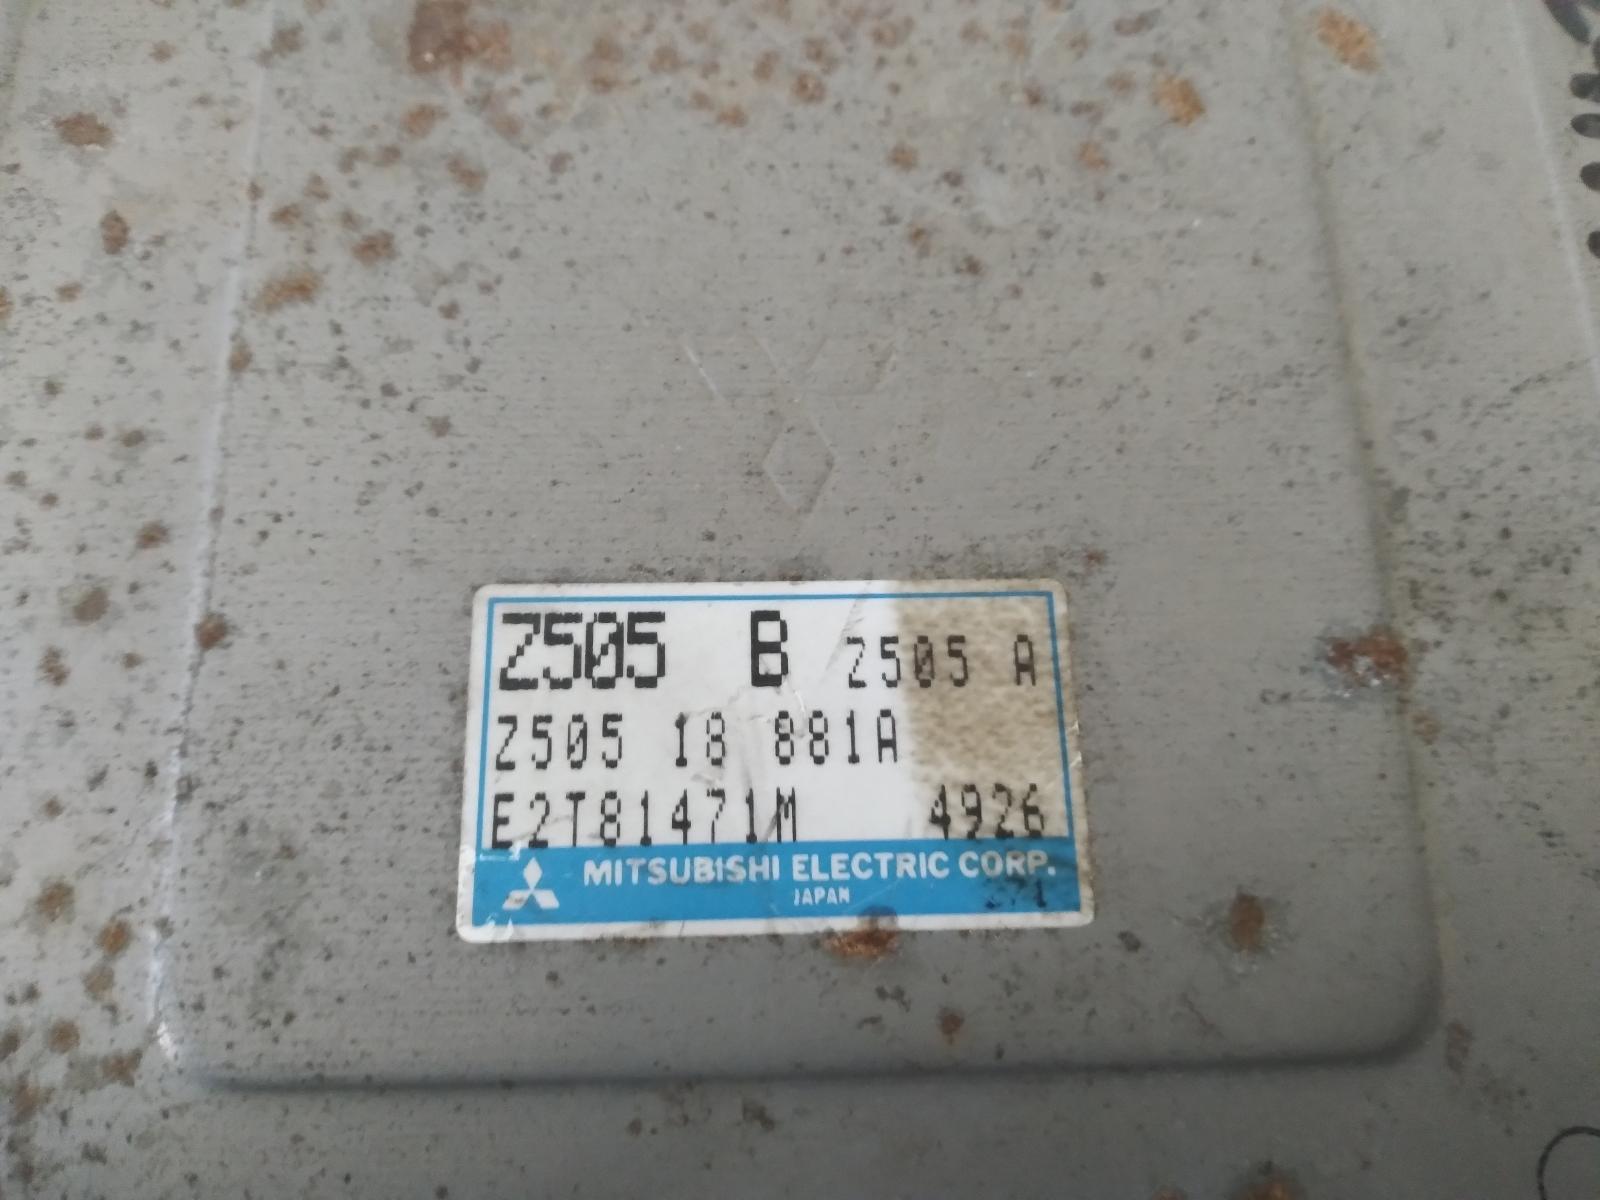 Z505 B Z505 A
Z505 18 881A
E2T81471M 4926
MITSUBISHI ELECTRIC CORP.
JAPAN